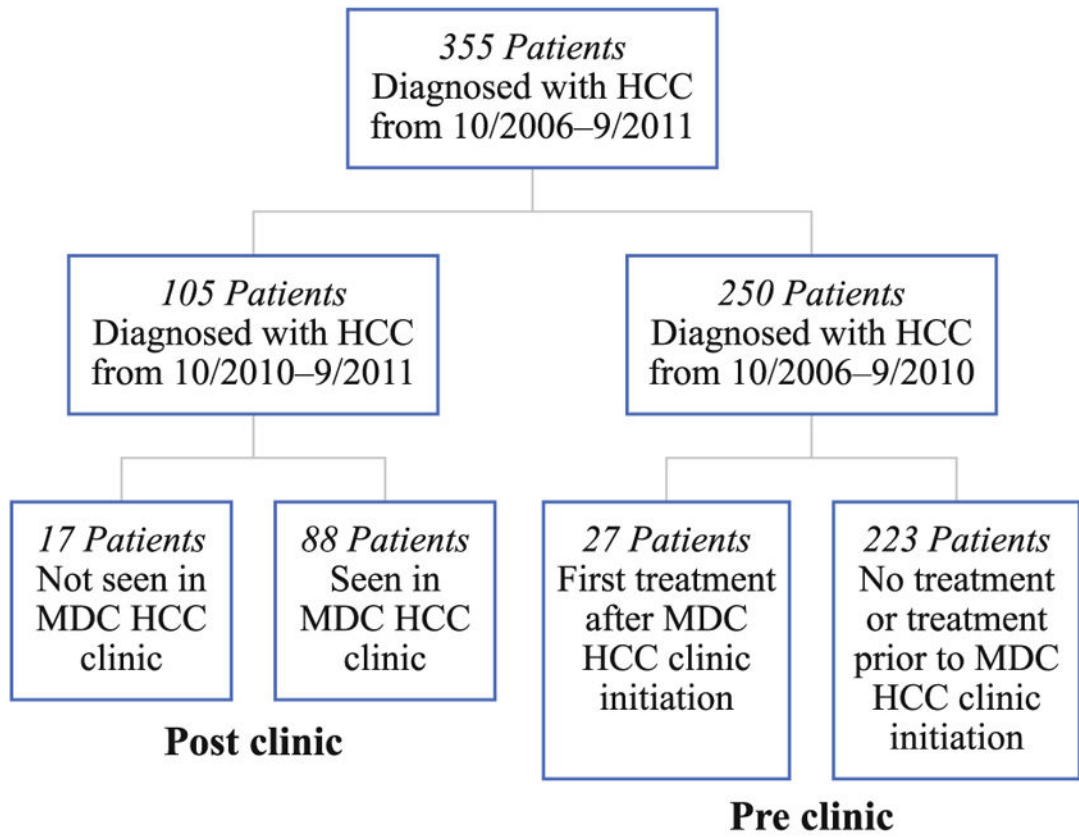 355 Patients
Diagnosed with HCC
from 10/2006–9/2011
105 Patients
Diagnosed with HCC
from 10/2010–9/2011
250 Patients
Diagnosed with HCC
from 10/2006–9/2010
17 Patients
Not seen in
MDC HCC
clinic
88 Patients
Seen in
MDC HCC
clinic
27 Patients
First treatment
after MDC
HCC clinic
initiation
223 Patients
No treatment
or treatment
prior to MDC
HCC clinic
initiation
Post clinic
Pre clinic